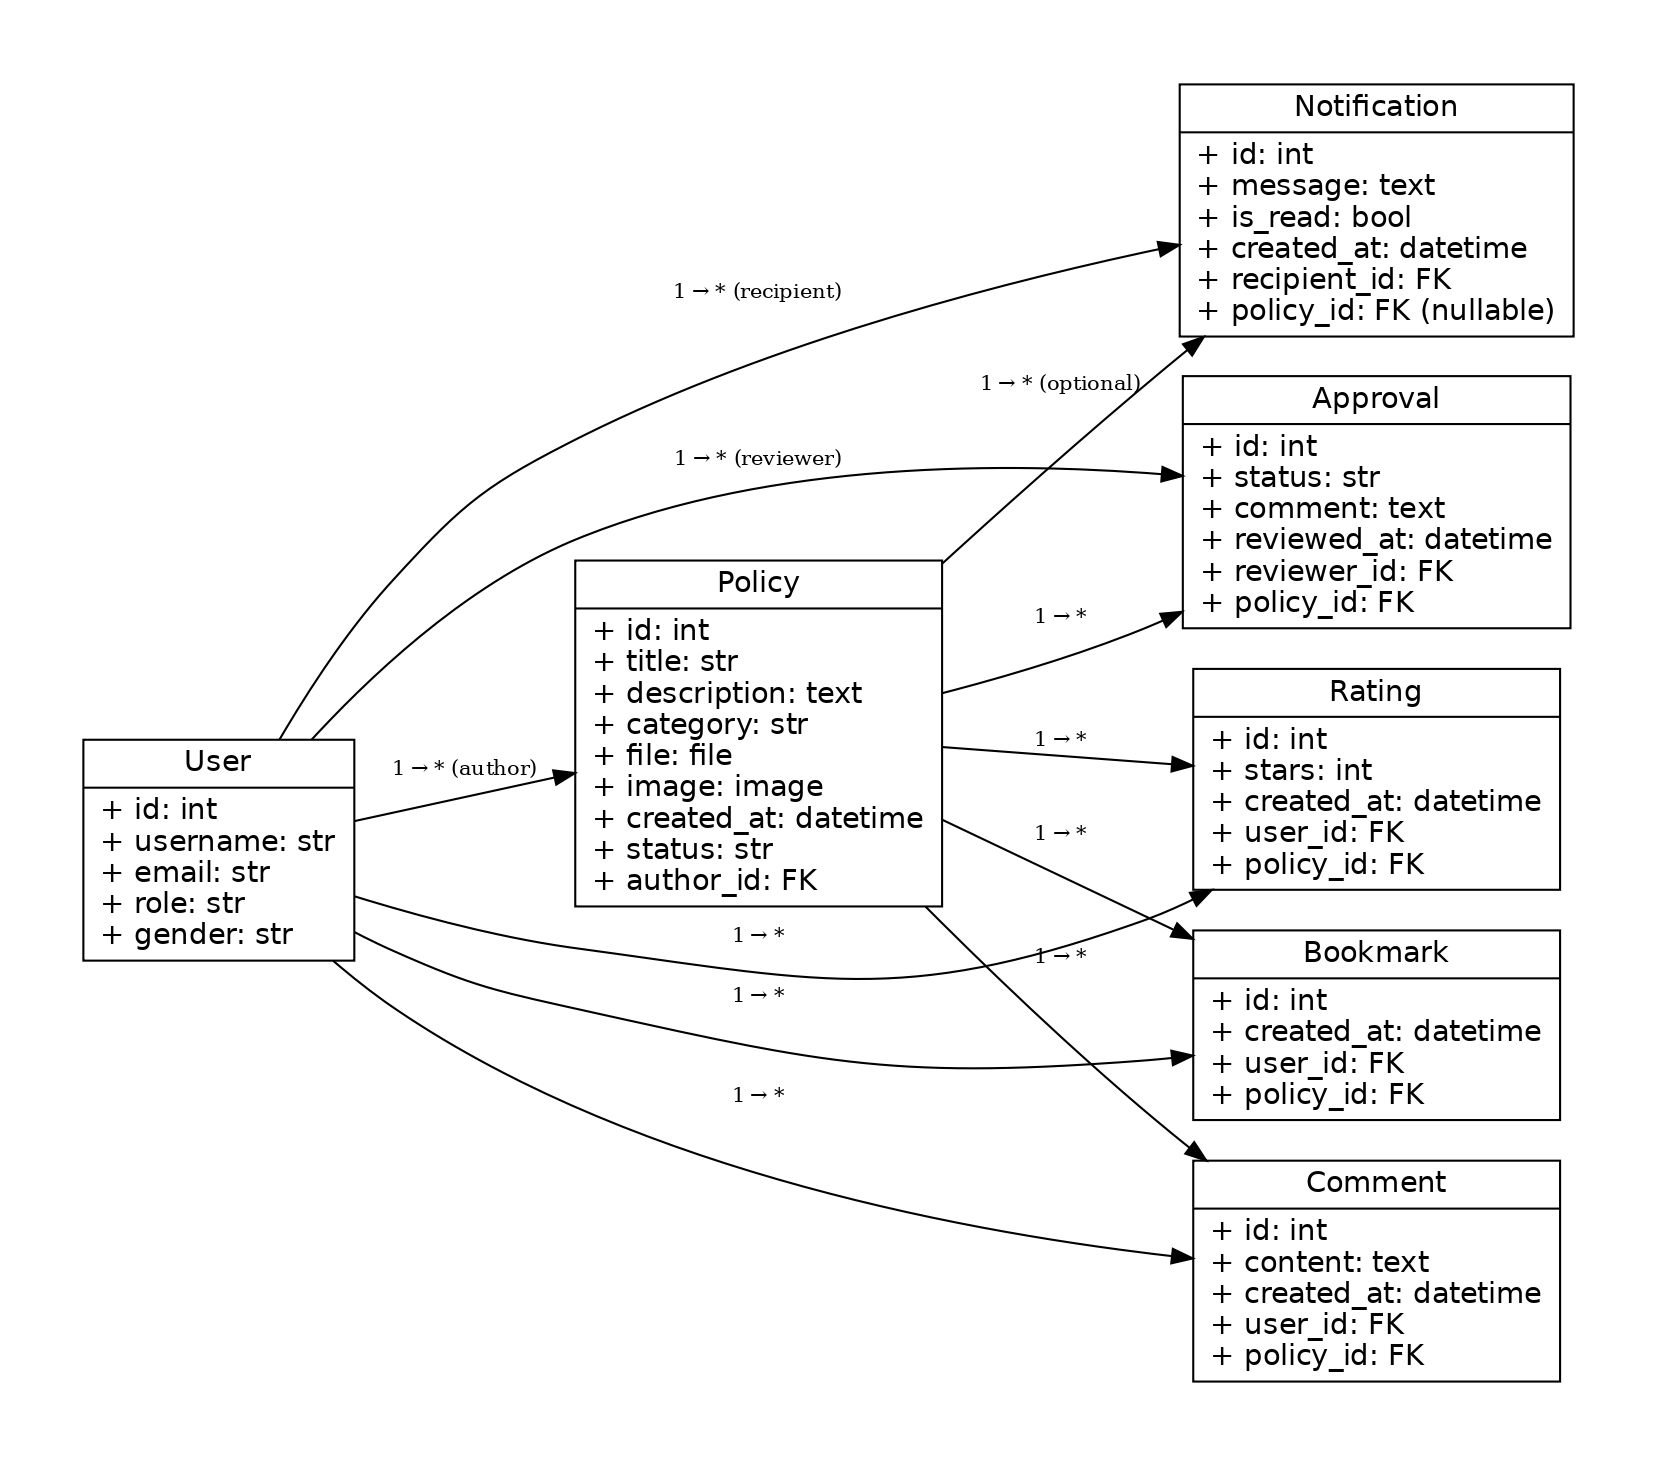 Notification
+ id: int
+ message: text
+ is_read: bool
+ created_at: datetime
+ recipient_id: FK
+ policy_id: FK (nullable)
1 → * (recipient)
1 → * (optional)
Approval
+ id: int
+ status: str
+ comment: text
+ reviewed_at: datetime
+ reviewer_id: FK
+ policy_id: FK
1 → * (reviewer)
Policy
+ id: int
+ title: str
+ description: text
+ category: str
+ file: file
+ image: image
+ created_at: datetime
+ status: str
+ author_id: FK
1 → *
1 → *
1 → *
1 → *
Rating
+ id: int
+ stars: int
+ created_at: datetime
+ user_id: FK
+ policy_id: FK
User
+ id: int
+ username: str
+ email: str
+ role: str
+ gender: str
1 → * (author)
1 → *
1 → *
1 → *
Bookmark
+ id: int
+ created_at: datetime
+ user_id: FK
+ policy_id: FK
Comment
+ id: int
+ content: text
+ created_at: datetime
+ user_id: FK
+ policy_id: FK